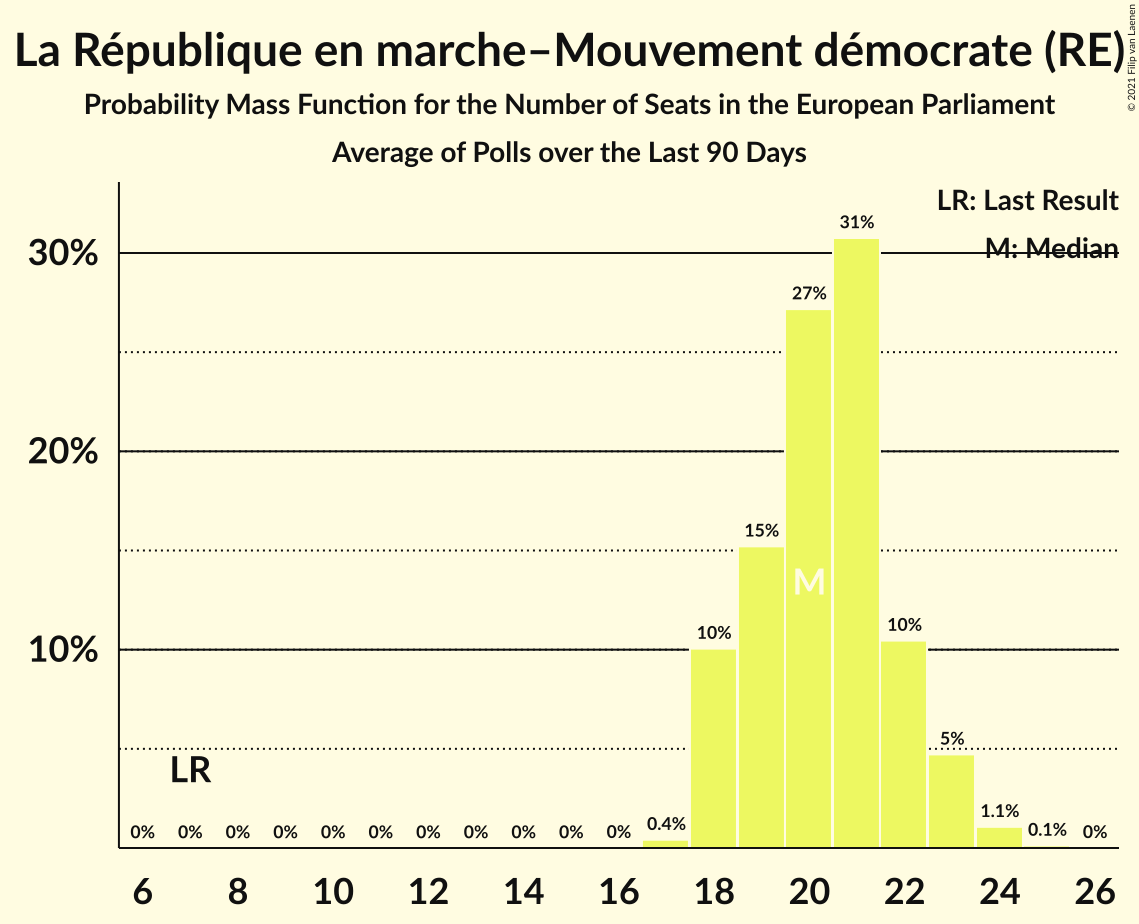 La République en marche–Mouvement démocrate (RE)
© 2021 Filip van Laenen
Probability Mass Function for the Number of Seats in the European Parliament
Average of Polls over the Last 90 Days
LR: Last Result
M: Median
30%
20%
10%
31%
27%
15%
M
10%
10%
5%
LR
0% 0% 0% 0% 0% 0% 0% 0% 0% 0% 0% 0.4% 1.1% 0.1% 0%
6 8 10 12 14 16 18 20 22 24 26